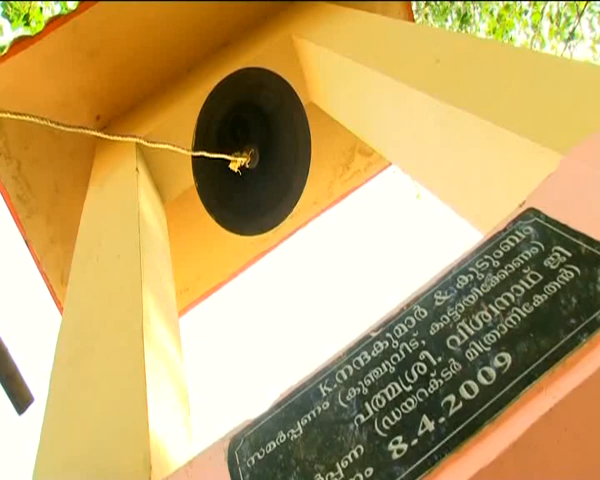 സമർപ്പണം K.നന്ദകുമാർ & കുടുംബം
(കുഞ്ചുവീട്, കാട്ടായിക്കോണം)
പത്മശ്രീ. വിശ്വനാഥ് ജി
(ഡയറക്ടർ മിത്രാനികേതൻ)
8.4.2009